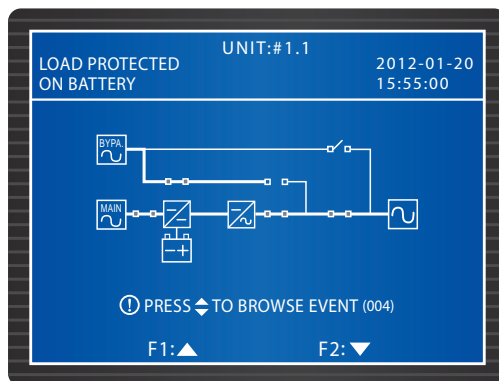 UNIT:#1.1
LOAD PROTECTED
ON BATTERY
2012-01-20
15:55:00
BYPA.
MAIN
PRESS TO BROWSE EVENT (004)
F1:
F2: